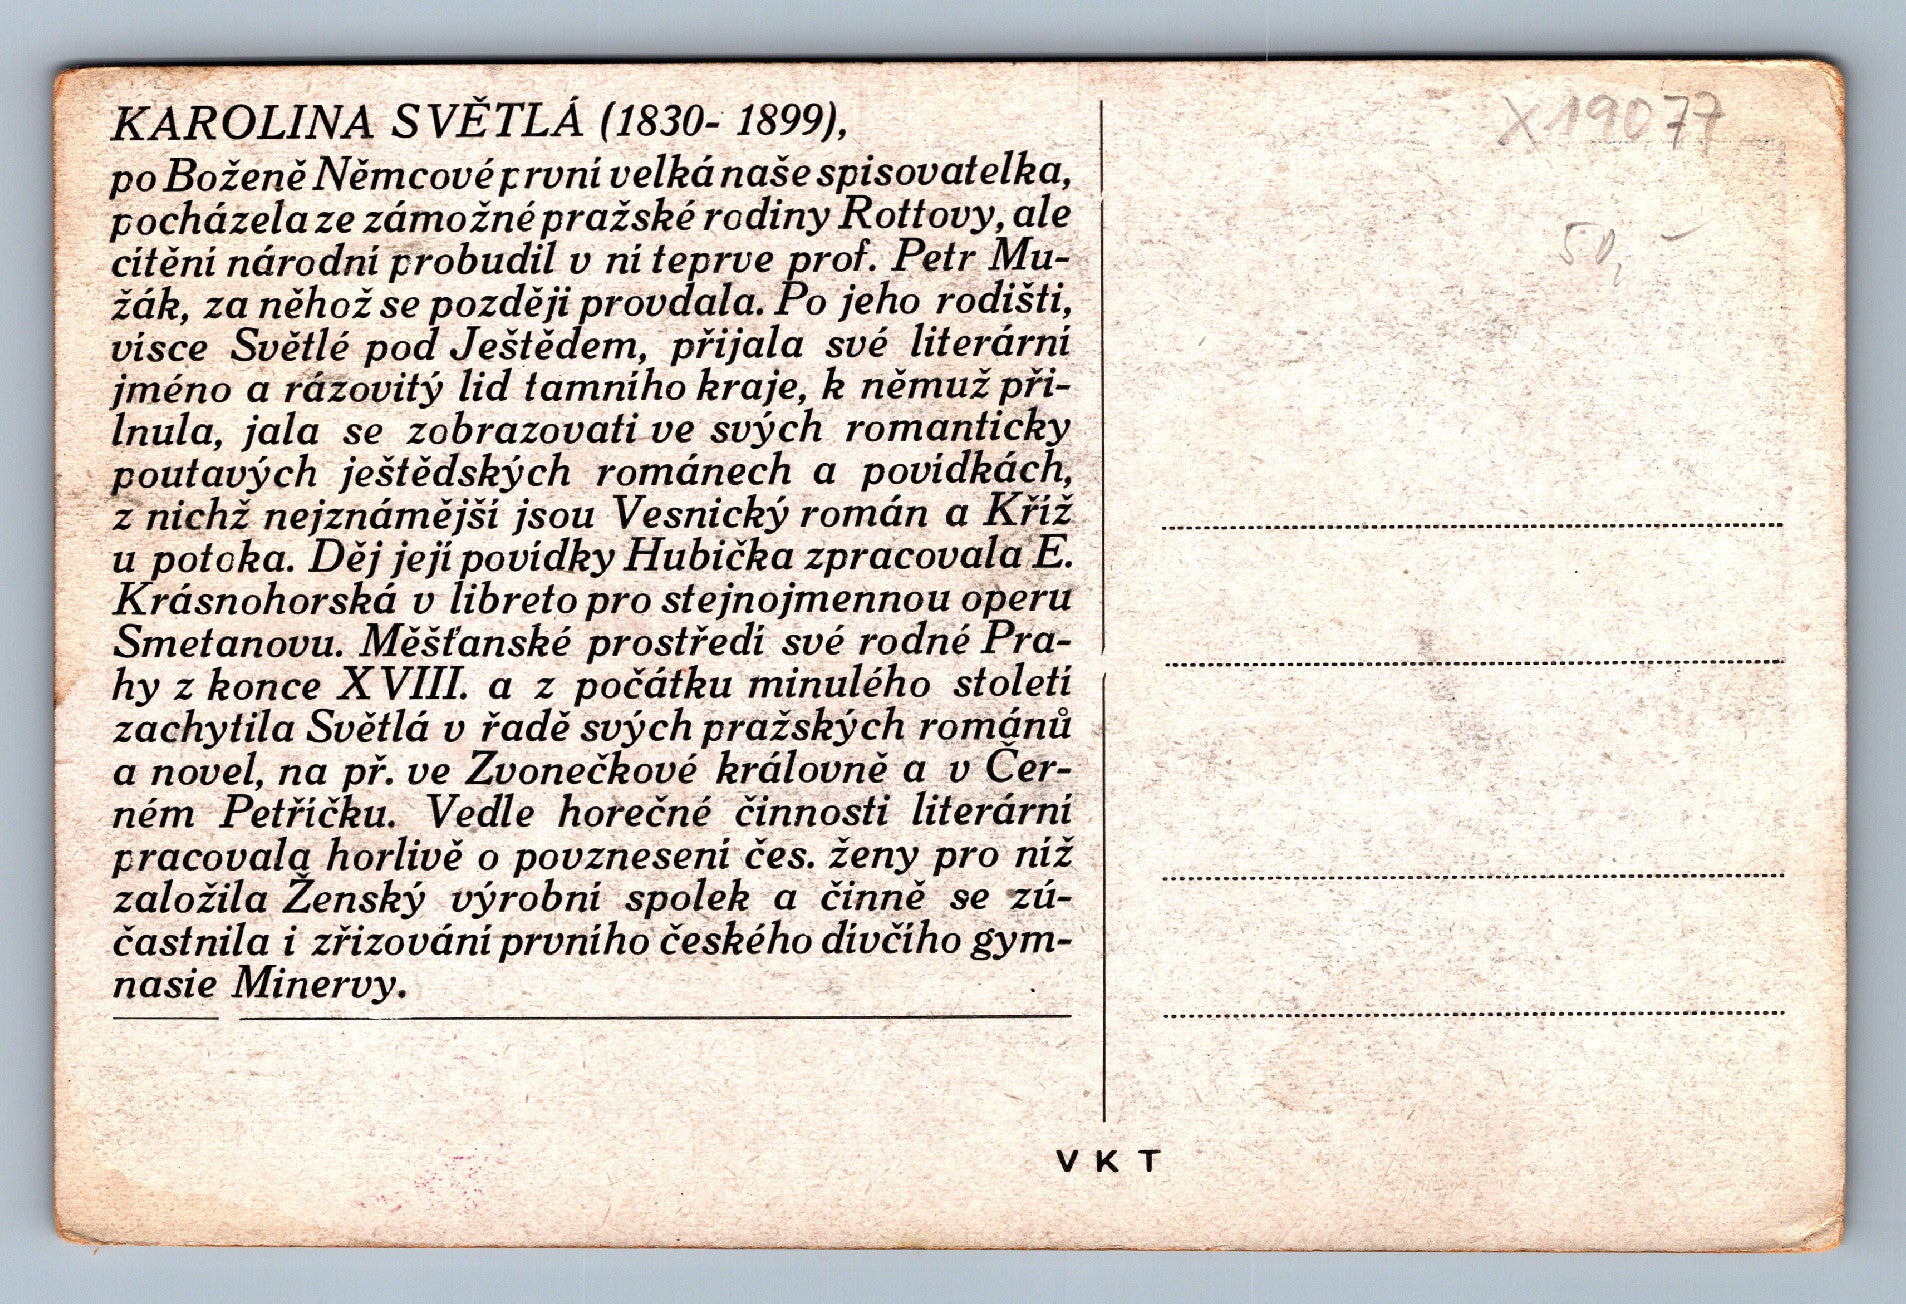 KAROLINA SVĚTLÁ (1830- 1899),
po Boženě Němcové první velká naše spisovatelka,
pocházela ze zámožné pražské rodiny Rottovy, ale
cítění národní probudil v ní teprve prof. Petr Mu-
žák, za něhož se později provdala. Po jeho rodišti,
vísce Světlé pod Ještědem, přijala své literární
jméno a rázovitý lid tamního kraje, k němuž při-
lnula, jala se zobrazovati ve svých romanticky
poutavých ještědských románech a povídkách,
z nichž nejznámější jsou Vesnický román a Kříž
u potoka. Děj její povídky Hubička zpracovala E.
Krásnohorská v libreto pro stejnojmennou operu
Smetanovu. Měšťanské prostředí své rodné Pra-
hy z konce XVIII. a z počátku minulého století
zachytila Světlá v řadě svých pražských románů
a novel, na př. ve Zvonečkové královně a v Čer-
ném Petříčku. Vedle horečné činnosti literární
pracovala horlivě o povznesení čes. ženy pro níž
založila Ženský výrobní spolek a činně se zú-
častnila i zřizování prvního českého dívčího gym-
nasie Minervy.
X19077
50,-
VKT